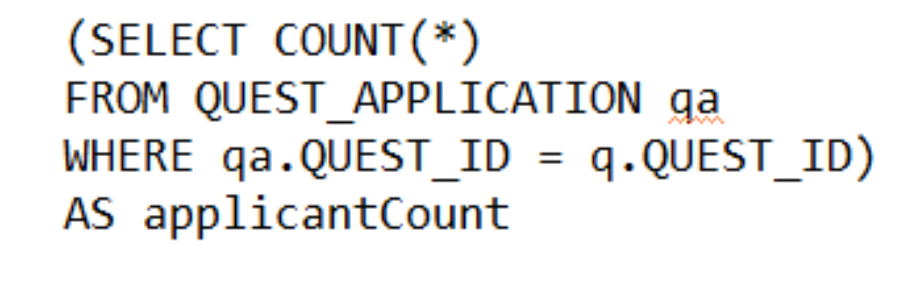 (SELECT COUNT(*)
FROM QUEST_APPLICATION qa
WHERE qa.QUEST_ID = q.QUEST_ID)
AS applicantCount